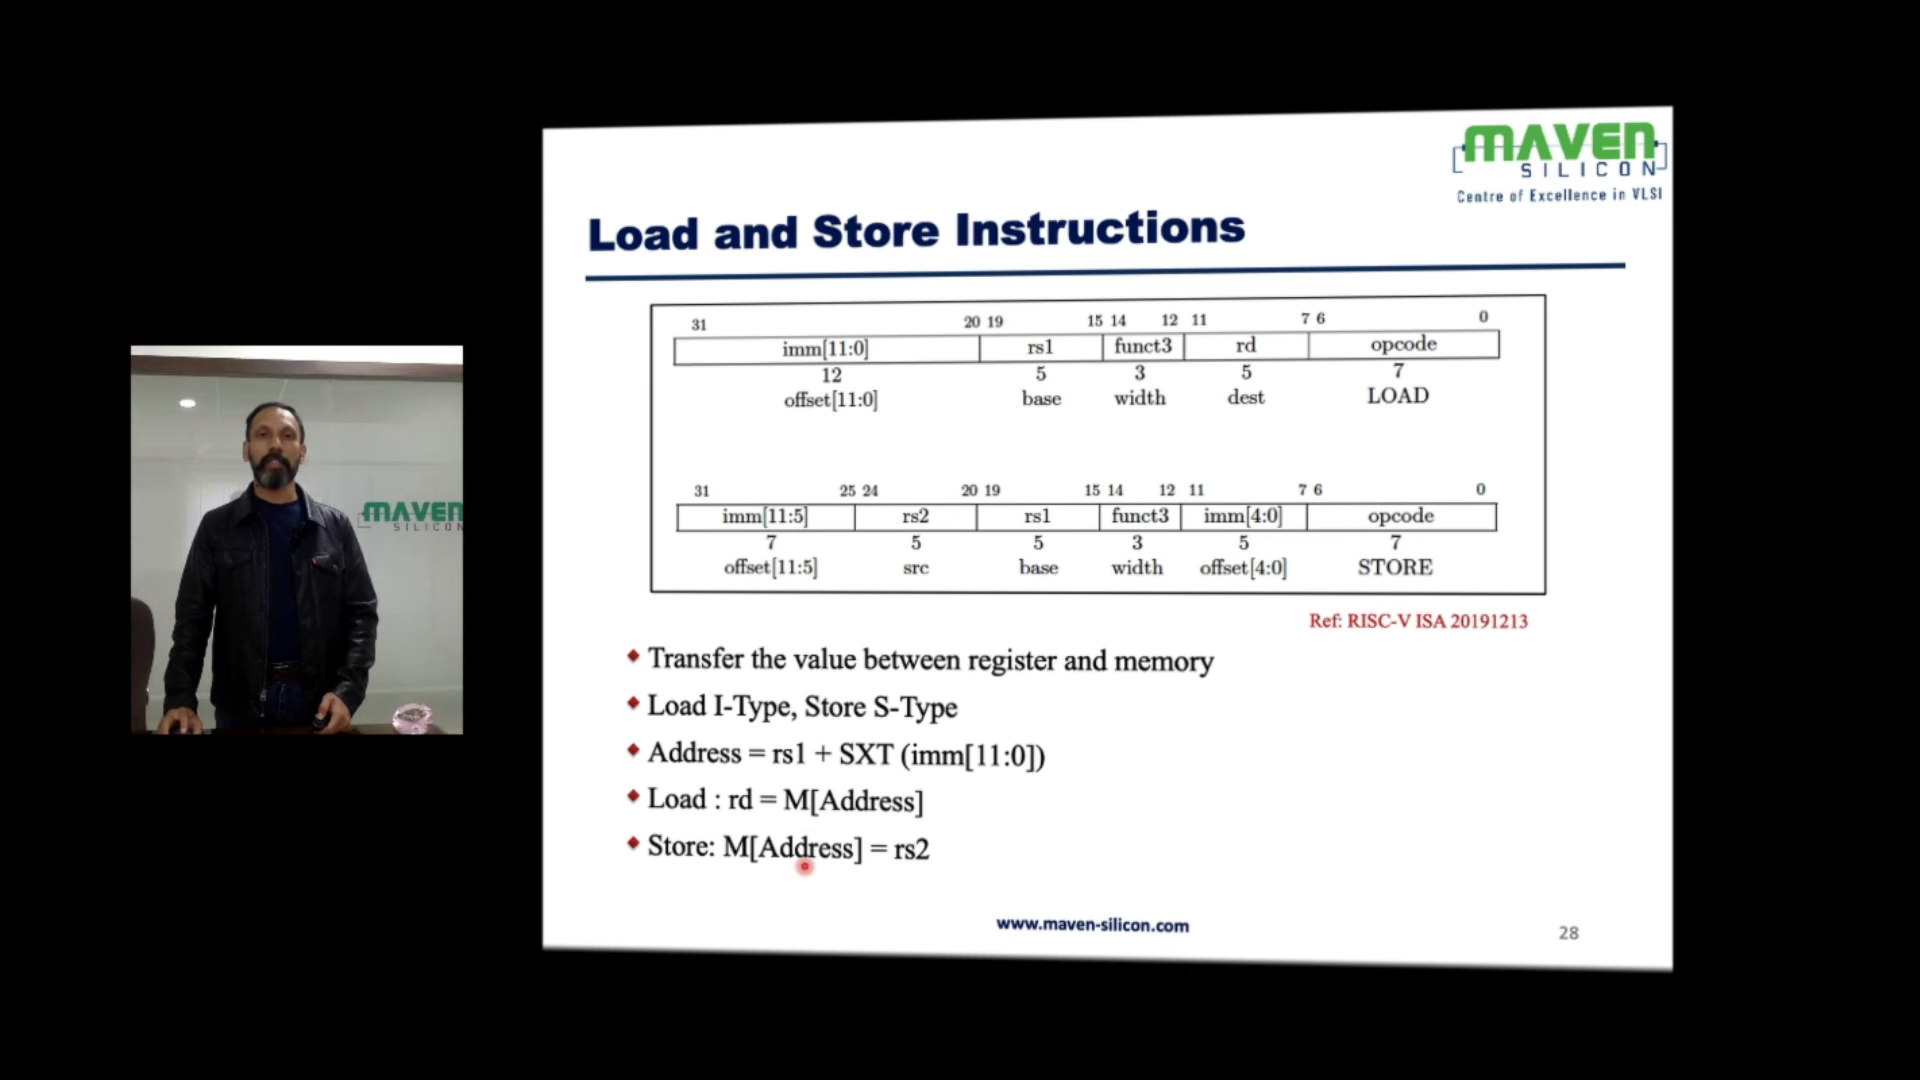 MAVEN
SILICON
Centre of Excellence in VLSI
Load and Store Instructions
31 20 19 15 14 12 11 7 6 0
imm[11:0] rs1 funct3 rd opcode
12 5 3 5 7
offset[11:0] base width dest LOAD
31 25 24 20 19 15 14 12 11 7 6 0
imm[11:5] rs2 rs1 funct3 imm[4:0] opcode
7 5 5 3 5 7
offset[11:5] src base width offset[4:0] STORE
Ref: RISC-V ISA 20191213
Transfer the value between register and memory
Load I-Type, Store S-Type
Address = rs1 + SXT (imm[11:0])
Load : rd = M[Address]
Store: M[Address] = rs2
www.maven-silicon.com
28
MAVEN
SILICON